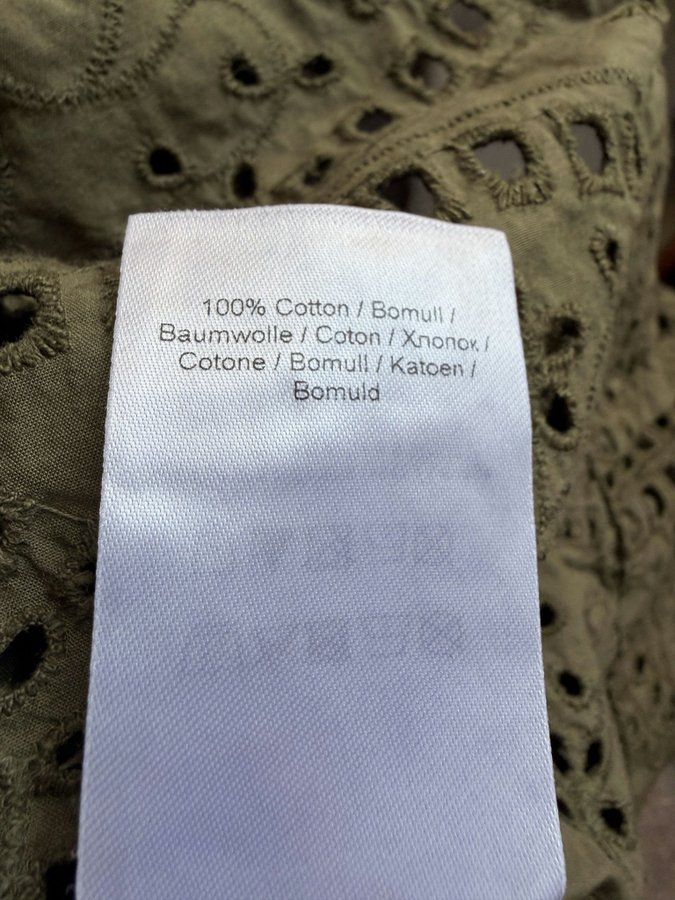 100% Cotton / Bomull /
Baumwolle / Coton / Хлопок /
Cotone / Bomull / Katoen /
Bomuld